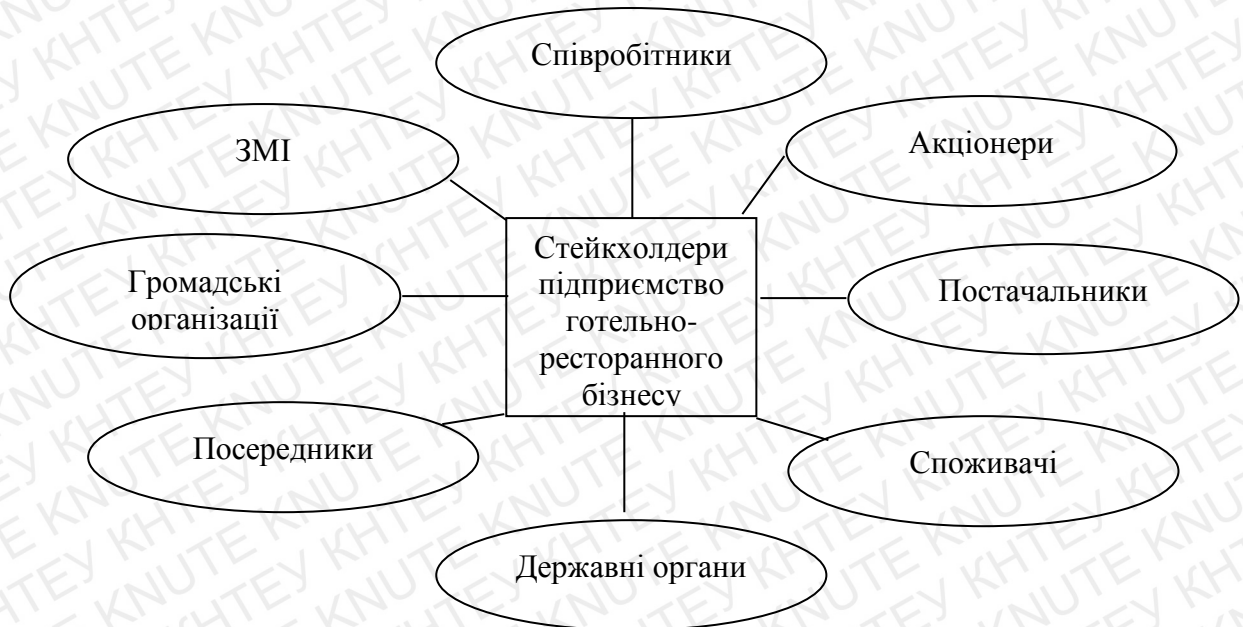 Співробітники
ЗМІ
Акціонери
Стейкхолдери
підприємство
готельно-
ресторанного
бізнесу
Громадські
організації
Постачальники
Посередники
Споживачі
Державні органи